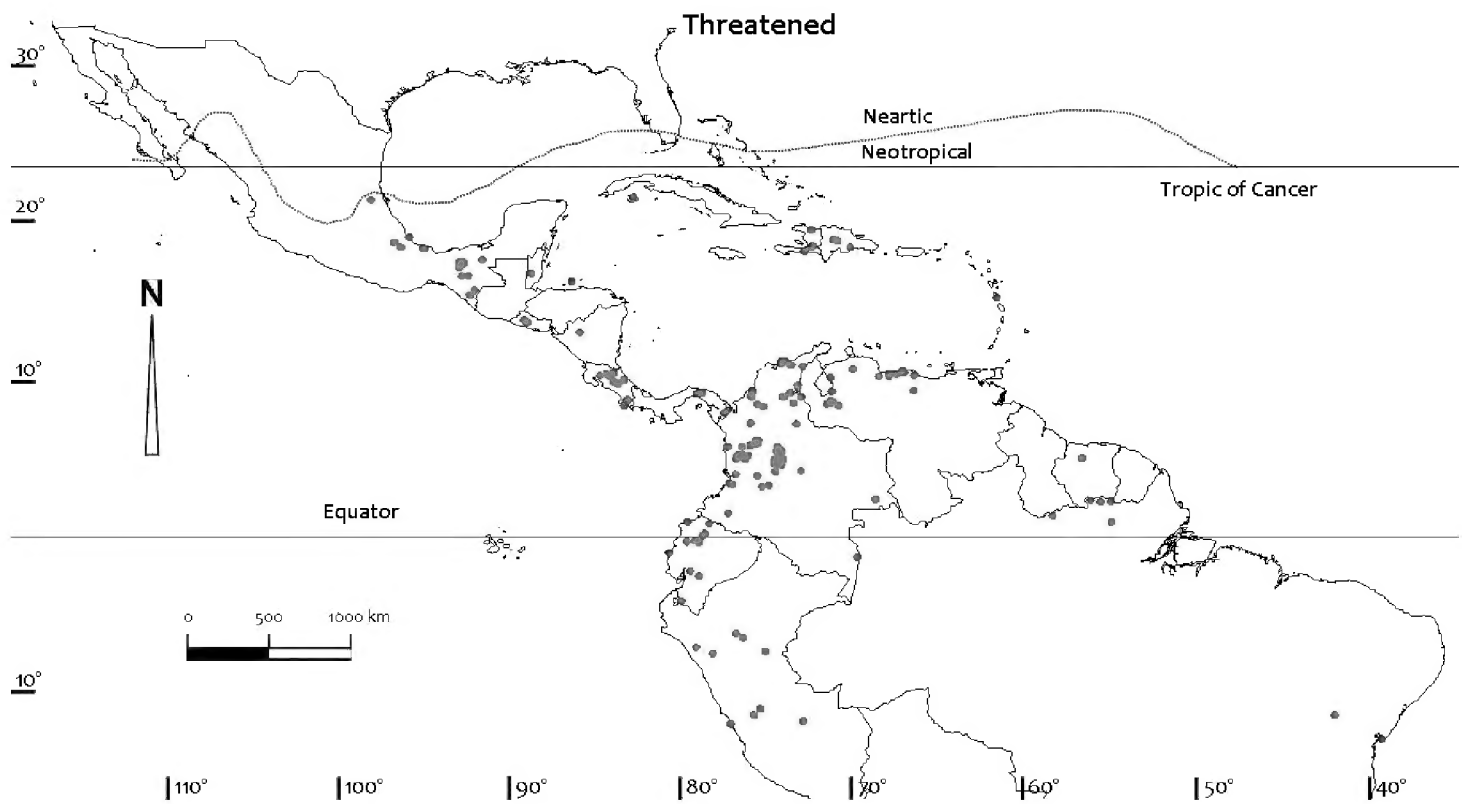 Threatened
30°
Neartic
Neotropical
Tropic of Cancer
20°
N
10°
Equator
0 500 1000 km
10°
110° 100° 90° 80° 70° 60° 50° 40°